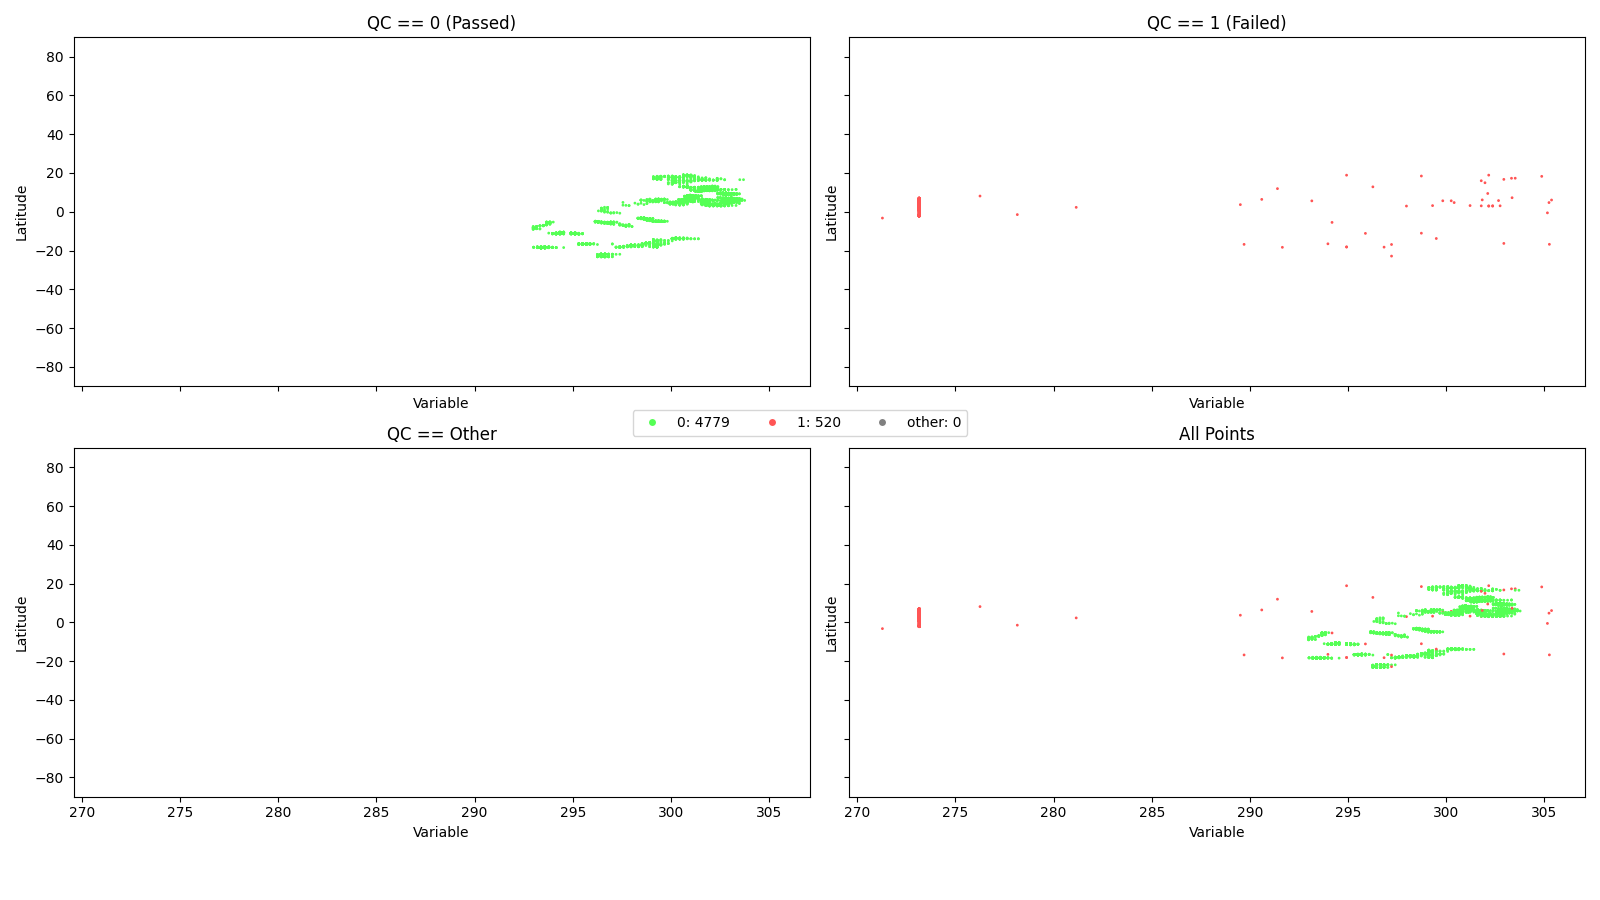 QC == 0 (Passed)
80
60
40
20
0
−20
−40
−60
−80
Latitude
Variable
QC == 1 (Failed)
Latitude
Variable
0: 4779 1: 520 other: 0
QC == Other
80
60
40
20
0
−20
−40
−60
−80
Latitude
270 275 280 285 290 295 300 305
Variable
All Points
Latitude
270 275 280 285 290 295 300 305
Variable